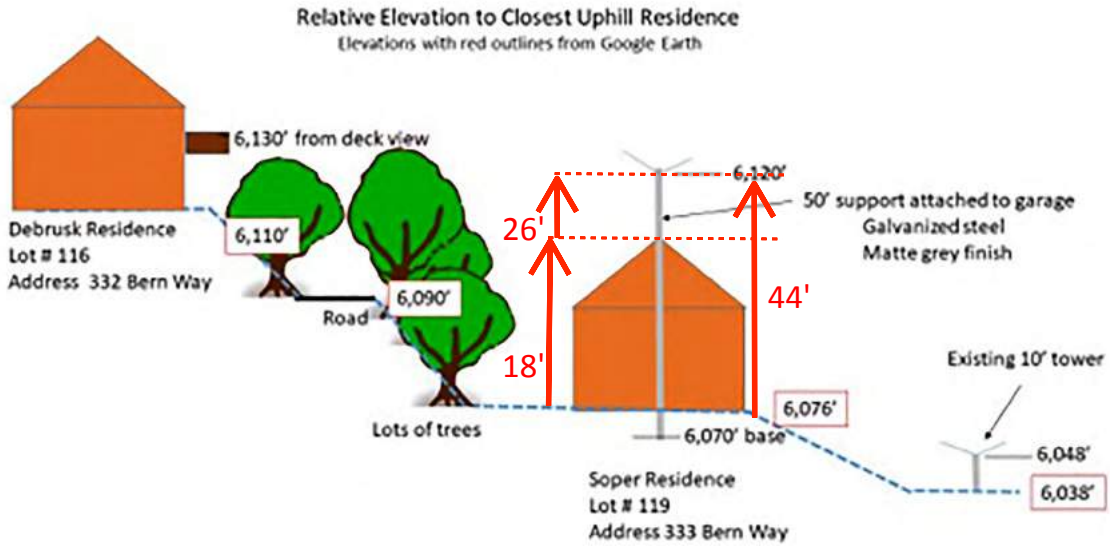 Relative Elevation to Closest Uphill Residence
Elevations with red outlines from Google Earth
6,130' from deck view
6,120'
50' support attached to garage
Galvanized steel
Matte grey finish
Debrusk Residence
Lot # 116
Address 332 Bern Way
6,110'
26'
6,090'
Road
44'
18'
Existing 10' tower
Lots of trees
6,076'
6,070' base
6,048'
6,038'
Soper Residence
Lot # 119
Address 333 Bern Way